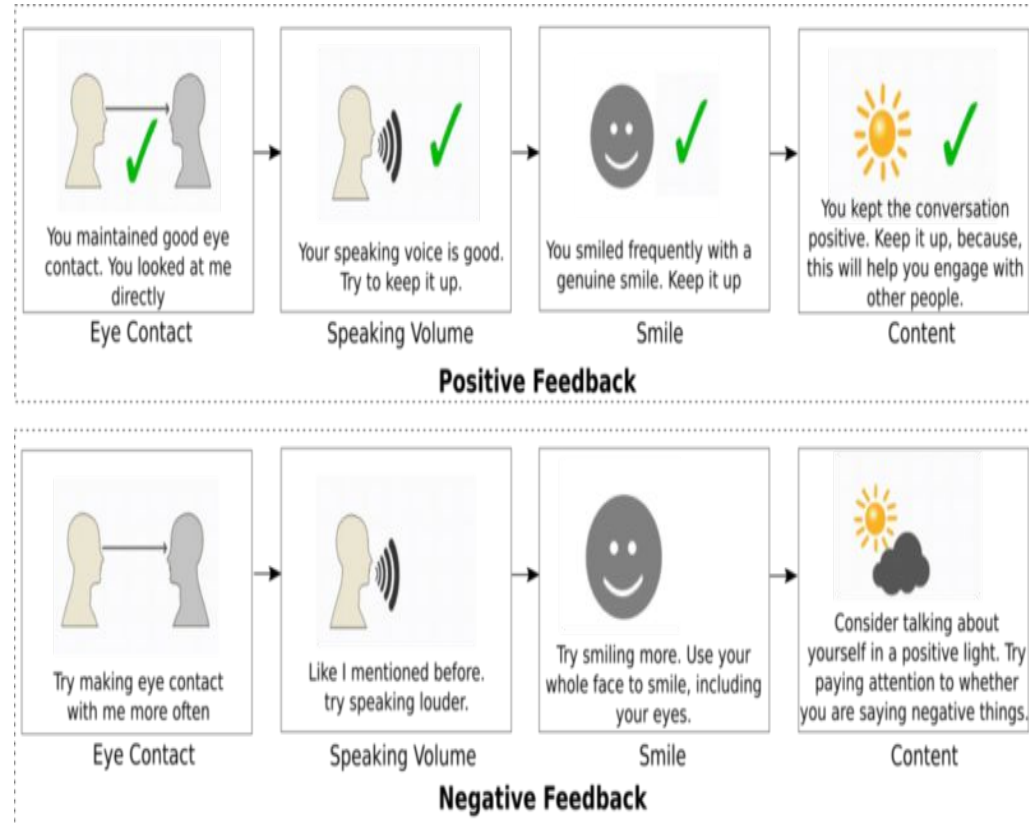 You maintained good eye
contact. You looked at me
directly
Your speaking voice is good.
Try to keep it up.
You smiled frequently with a
genuine smile. Keep it up
You kept the conversation
positive. Keep it up, because,
this will help you engage with
other people.
Eye Contact
Speaking Volume
Smile
Content
Positive Feedback
Try making eye contact
with me more often
Like I mentioned before.
try speaking louder.
Try smiling more. Use your
whole face to smile, including
your eyes.
Consider talking about
yourself in a positive light. Try
paying attention to whether
you are saying negative things.
Eye Contact
Speaking Volume
Smile
Content
Negative Feedback